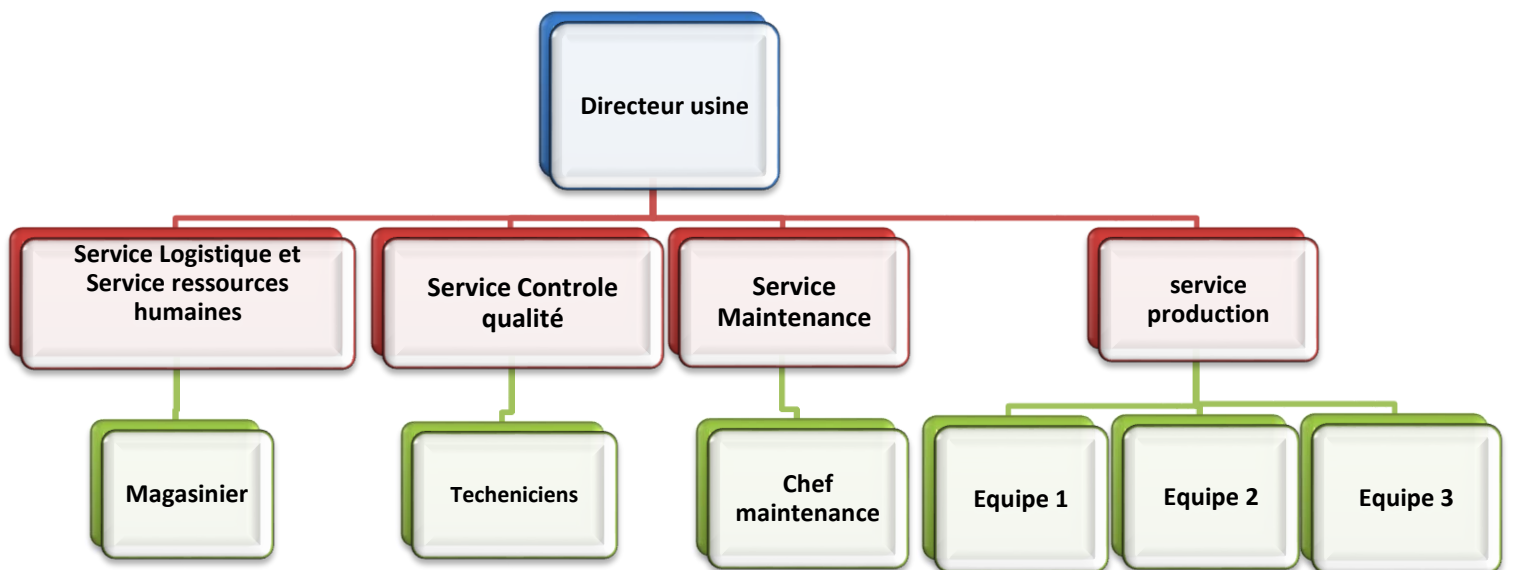 Directeur usine
Service Logistique et
Service ressources
humaines
Service Controle
qualité
Service
Maintenance
service
production
Magasinier
Techeniciens
Chef
maintenance
Equipe 1
Equipe 2
Equipe 3